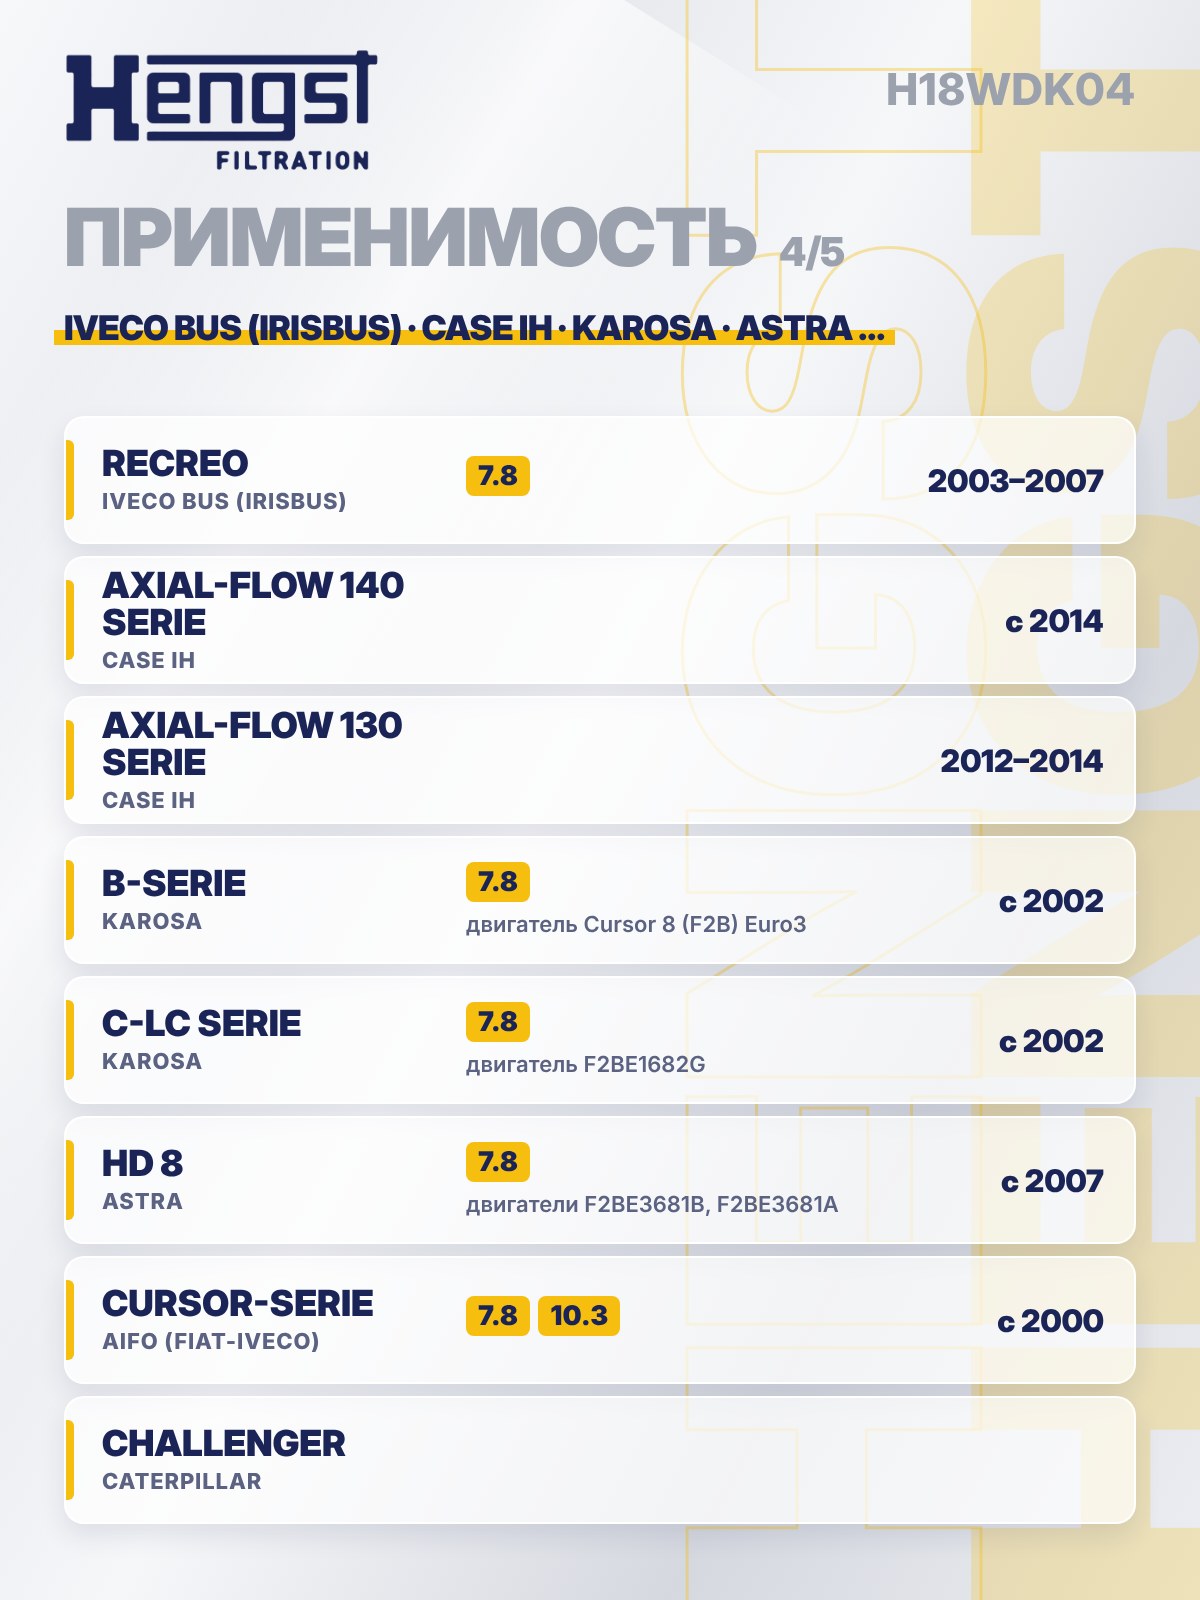 Hengst
FILTRATION
H18WDK04
ПРИМЕНИМОСТЬ 4/5
IVECO BUS (IRISBUS) · CASE IH · KAROSA · ASTRA ...
RECREO
IVECO BUS (IRISBUS)
7.8
2003–2007
AXIAL-FLOW 140
SERIE
CASE IH
с 2014
AXIAL-FLOW 130
SERIE
CASE IH
2012–2014
B-SERIE
KAROSA
7.8
двигатель Cursor 8 (F2B) Euro3
с 2002
C-LC SERIE
KAROSA
7.8
двигатель F2BE1682G
с 2002
HD 8
ASTRA
7.8
двигатели F2BE3681B, F2BE3681A
с 2007
CURSOR-SERIE
AIFO (FIAT-IVECO)
7.8 10.3
с 2000
CHALLENGER
CATERPILLAR
HENGST
HENGST